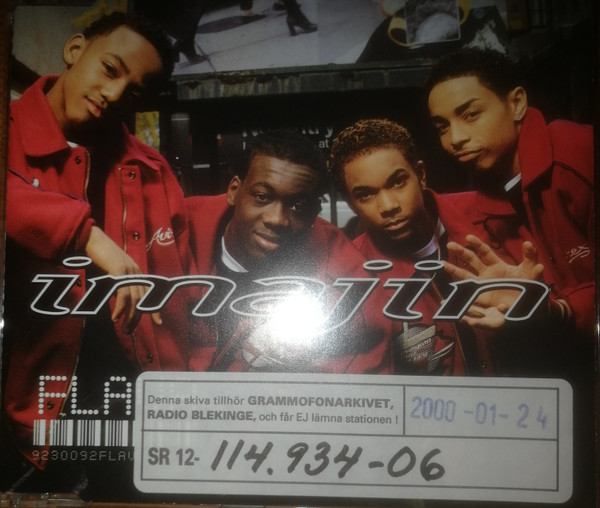 imajin
FLA
9230092FLAV
Denna skiva tillhör GRAMMOFONARKIVET,
RADIO BLEKINGE, och får EJ lämna stationen !
2000 -01- 24
SR 12- 114.934-06